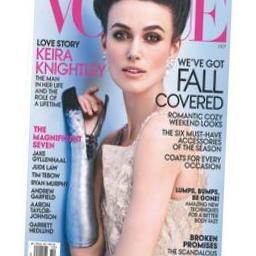 VOGUE
OCT
LOVE STORY
KEIRA
KNIGHTLEY
THE MAN
IN HER LIFE
AND THE
ROLE OF
A LIFETIME
WE'VE GOT
FALL
COVERED
ROMANTIC COZY
WEEKEND LOOKS
THE SIX MUST-HAVE
ACCESSORIES
OF THE SEASON
COATS FOR EVERY
OCCASION
THE
MAGNIFICENT
SEVEN
JAKE
GYLLENHAAL
JUDE LAW
TIM TEBOW
RYAN MURPHY
ANDREW
GARFIELD
AARON
TAYLOR-
JOHNSON
GARRETT
HEDLUND
LUMPS, BUMPS,
BE GONE!
AMAZING NEW
TECHNIQUES
FOR A BETTER
BODY FAST
BROKEN
PROMISES
THE SCANDALOUS